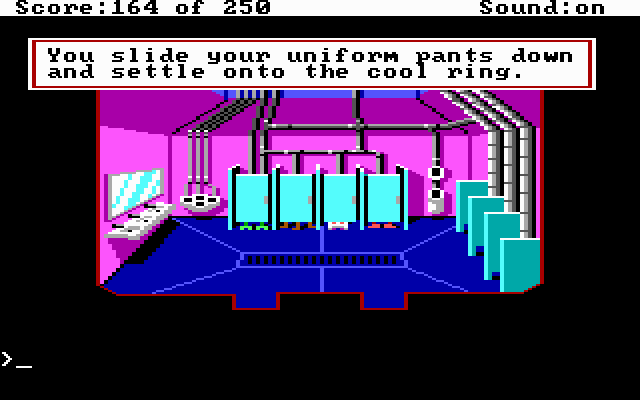 Score:164 of 250 Sound:on
You slide your uniform pants down
and settle onto the cool ring.
>_